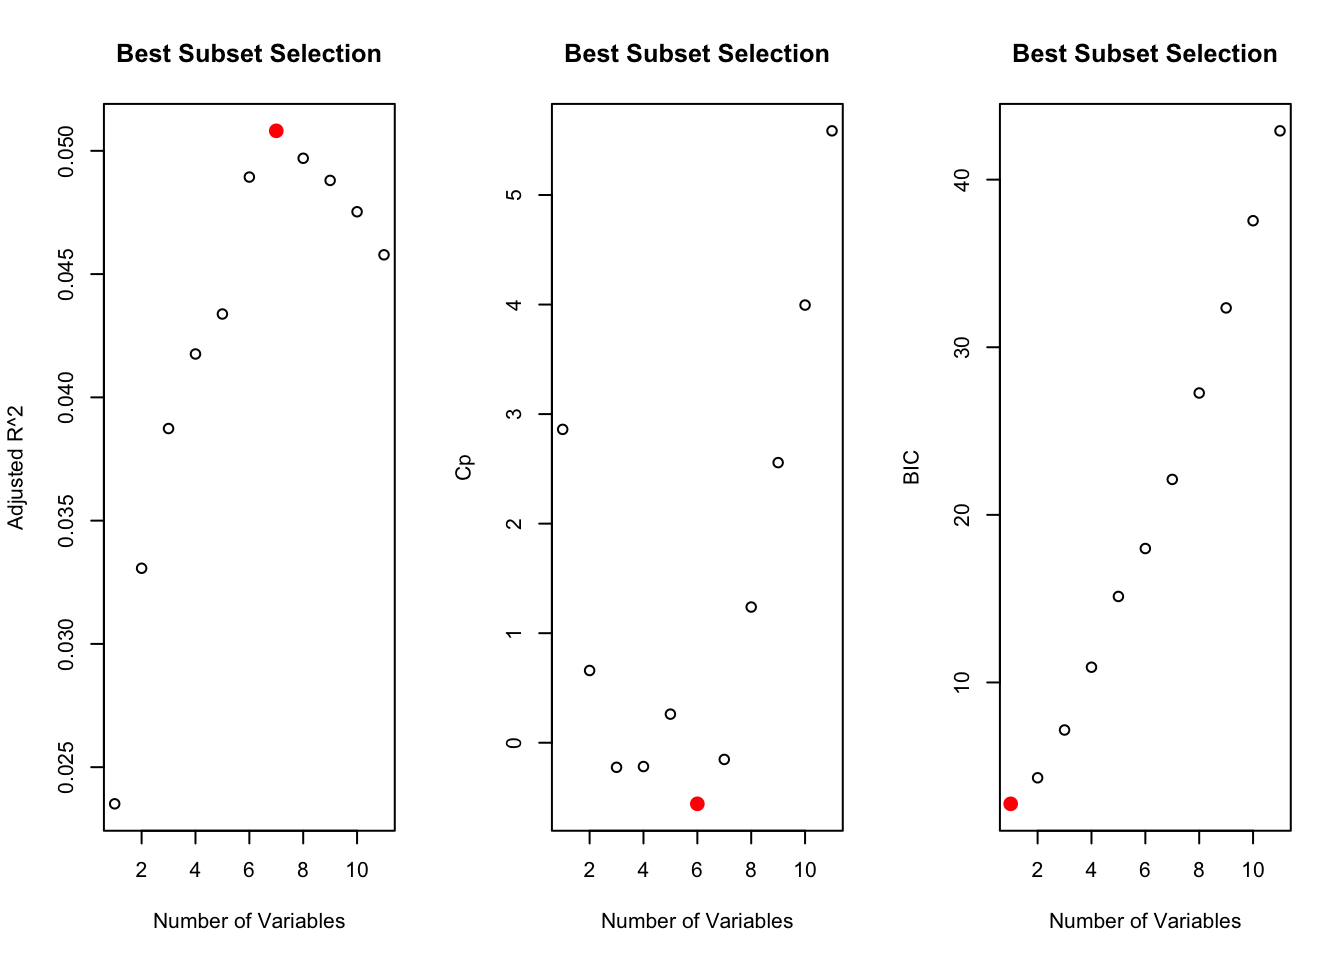 Best Subset Selection
Adjusted R^2
0.050
0.045
0.040
0.035
0.030
0.025
2 4 6 8 10
Number of Variables
Best Subset Selection
Cp
5
4
3
2
1
0
2 4 6 8 10
Number of Variables
Best Subset Selection
BIC
40
30
20
10
2 4 6 8 10
Number of Variables